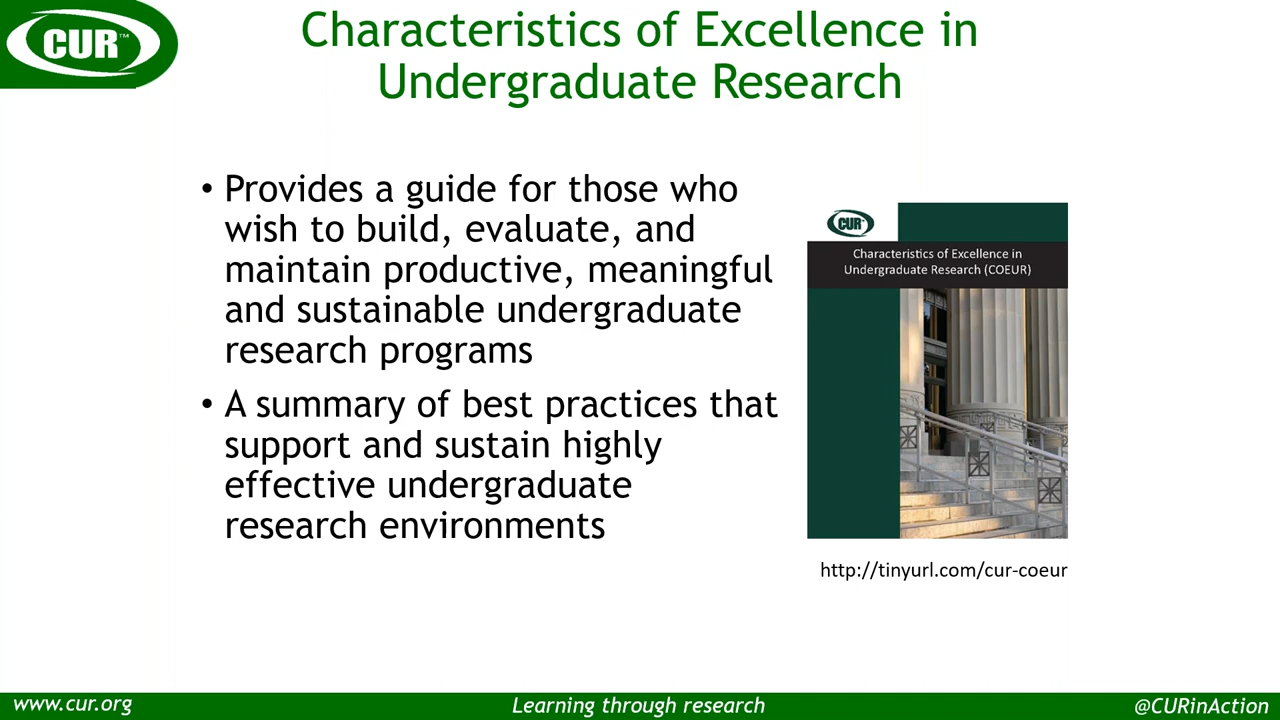 CUR™
Characteristics of Excellence in
Undergraduate Research
• Provides a guide for those who
wish to build, evaluate, and
maintain productive, meaningful
and sustainable undergraduate
research programs
• A summary of best practices that
support and sustain highly
effective undergraduate
research environments
CUR
Characteristics of Excellence in
Undergraduate Research (COEUR)
http://tinyurl.com/cur-coeur
www.cur.org
Learning through research
@CURinAction